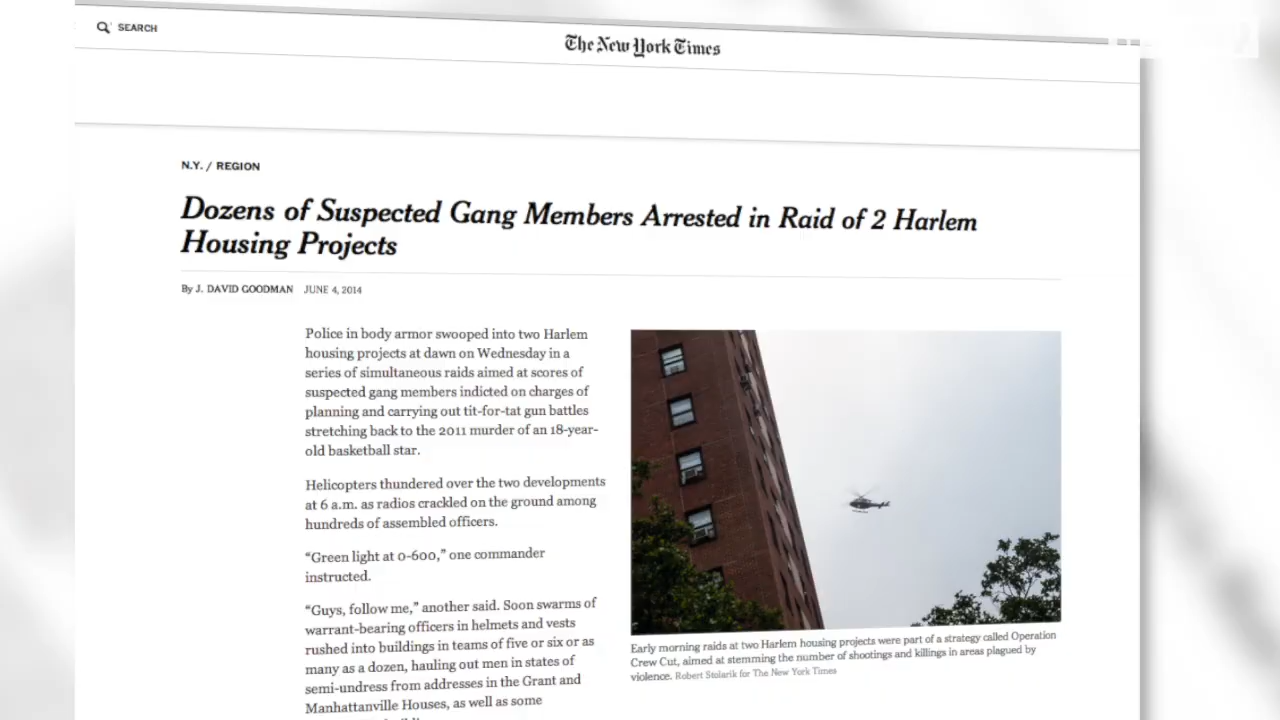 SEARCH
The New York Times
N.Y. / REGION
Dozens of Suspected Gang Members Arrested in Raid of 2 Harlem
Housing Projects
By J. DAVID GOODMAN JUNE 4, 2014
Police in body armor swooped into two Harlem
housing projects at dawn on Wednesday in a
series of simultaneous raids aimed at scores of
suspected gang members indicted on charges of
planning and carrying out tit-for-tat gun battles
stretching back to the 2011 murder of an 18-year-
old basketball star.
Helicopters thundered over the two developments
at 6 a.m. as radios crackled on the ground among
hundreds of assembled officers.
“Green light at 0-600,” one commander
instructed.
“Guys, follow me,” another said. Soon swarms of
warrant-bearing officers in helmets and vests
rushed into buildings in teams of five or six or as
many as a dozen, hauling out men in states of
semi-undress from addresses in the Grant and
Manhattanville Houses, as well as some
Early morning raids at two Harlem housing projects were part of a strategy called Operation
Crew Cut, aimed at stemming the number of shootings and killings in areas plagued by
violence. Robert Stolarik for The New York Times